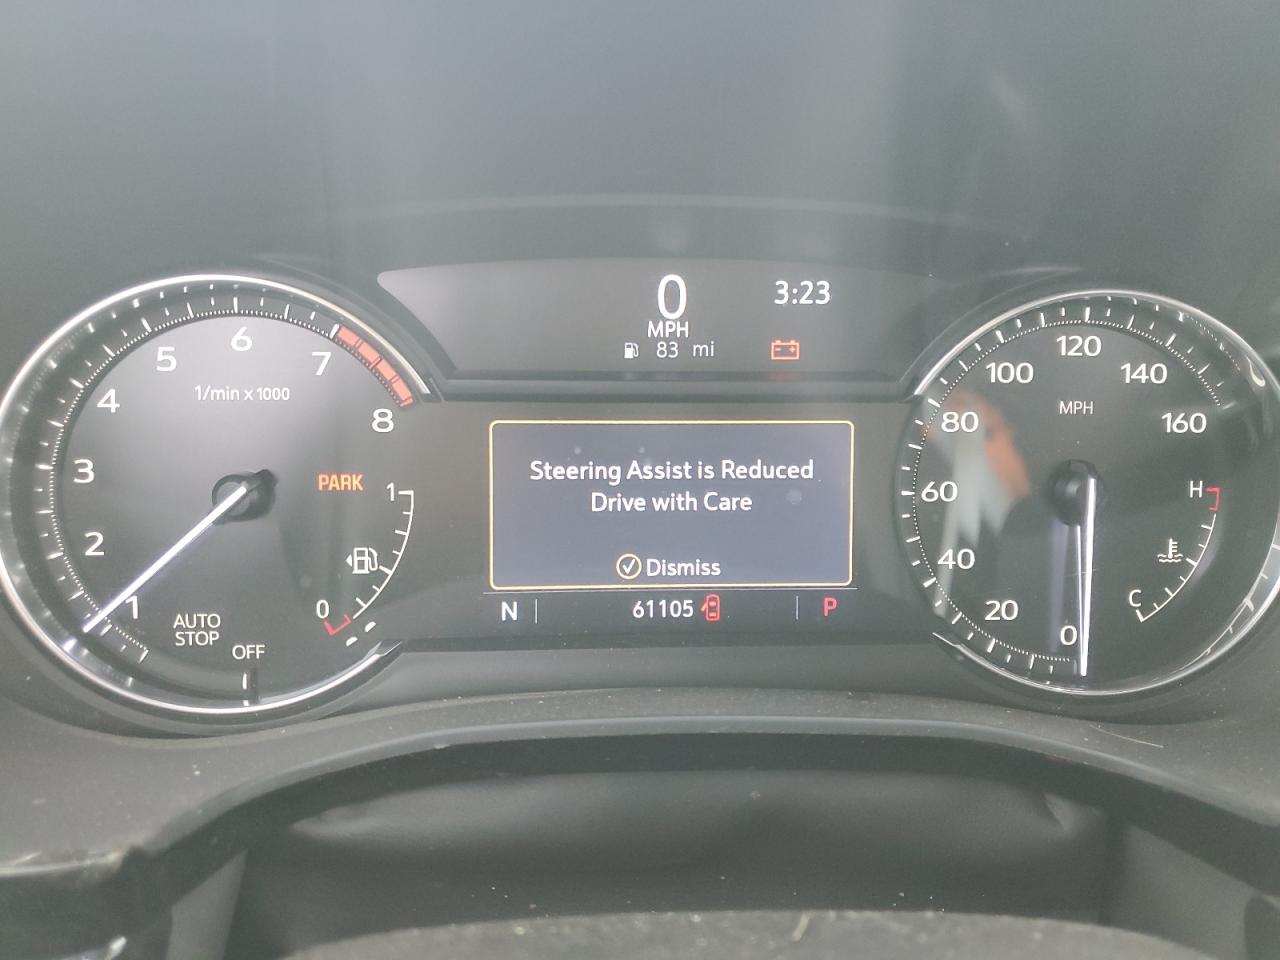 0
3:23
MPH
83 mi
1
2
3
4
5
6
7
8
1/min x 1000
PARK
1
0
AUTO
STOP
OFF
Steering Assist is Reduced
Drive with Care
Dismiss
N
61105
P
0
20
40
60
80
100
120
140
160
MPH
H
C